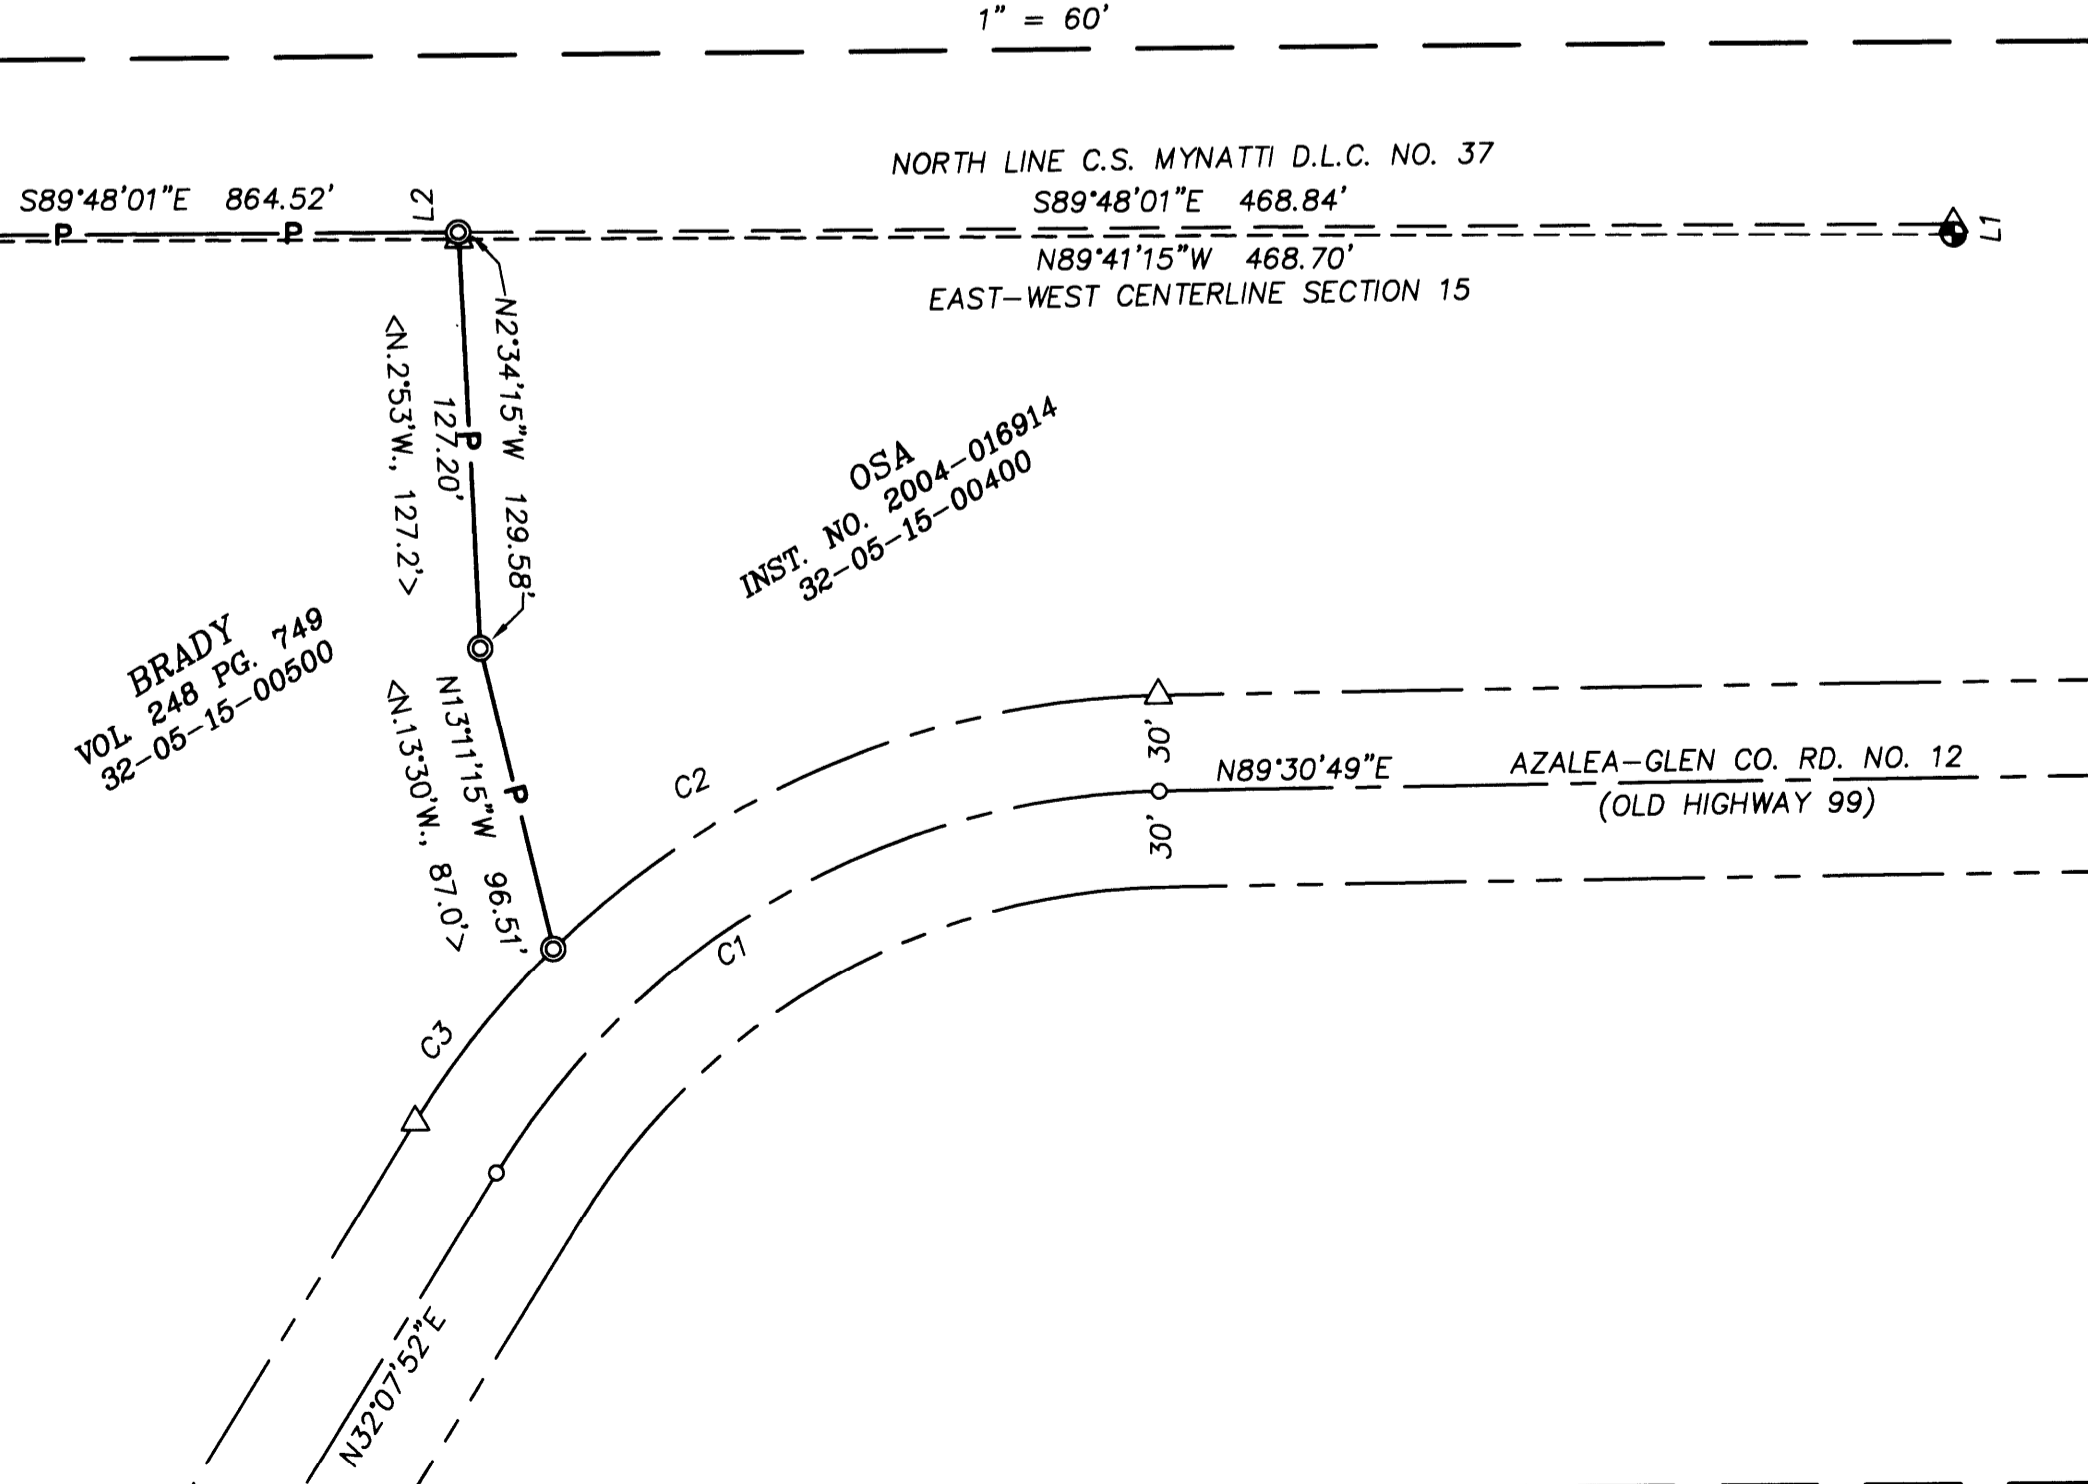 1" = 60'
NORTH LINE C.S. MYNATTI D.L.C. NO. 37
S89°48'01"E 864.52'
L2
S89°48'01"E 468.84'
L1
P
P
N89°41'15"W 468.70'
EAST-WEST CENTERLINE SECTION 15
<N.2°53'W., 127.2'>
127.20'
P
N2°34'15"W 129.58'
OSA
INST. NO. 2004-016914
32-05-15-00400
BRADY
VOL. 248 PG. 749
32-05-15-00500
<N.13°30'W., 87.0'>
N13°11'15"W 96.51'
P
C2
30'
N89°30'49"E
AZALEA-GLEN CO. RD. NO. 12
(OLD HIGHWAY 99)
30'
C1
C3
N32°07'52"E